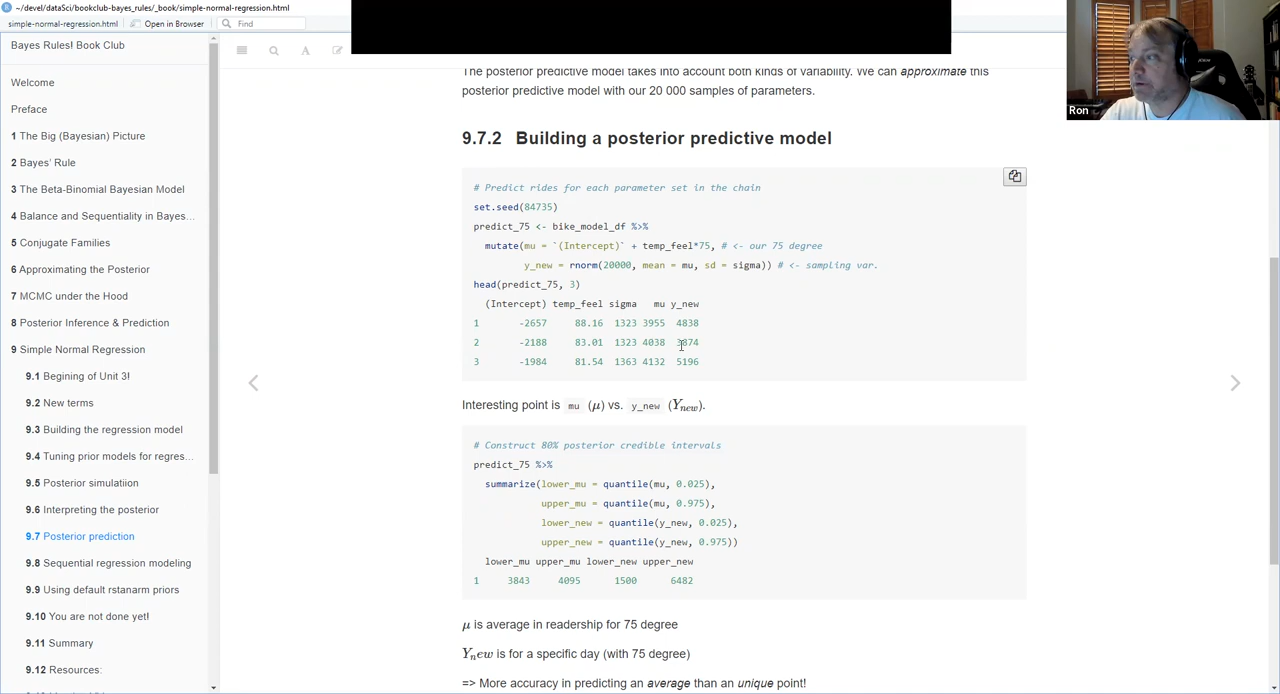 ~/devel/dataSci/bookclub-bayes_rules/_book/simple-normal-regression.html
simple-normal-regression.html
Open in Browser
Find
Bayes Rules! Book Club
Welcome
Preface
1 The Big (Bayesian) Picture
2 Bayes' Rule
3 The Beta-Binomial Bayesian Model
4 Balance and Sequentiality in Bayes...
5 Conjugate Families
6 Approximating the Posterior
7 MCMC under the Hood
8 Posterior Inference & Prediction
9 Simple Normal Regression
9.1 Begining of Unit 3!
9.2 New terms
9.3 Building the regression model
9.4 Tuning prior models for regres...
9.5 Posterior simulatiion
9.6 Interpreting the posterior
9.7 Posterior prediction
9.8 Sequential regression modeling
9.9 Using default rstanarm priors
9.10 You are not done yet!
9.11 Summary
9.12 Resources:
The posterior predictive model takes into account both kinds of variability. We can approximate this
posterior predictive model with our 20 000 samples of parameters.
9.7.2 Building a posterior predictive model
# Predict rides for each parameter set in the chain
set.seed(84735)
predict_75 <- bike_model_df %>%
mutate(mu = `(Intercept)` + temp_feel*75, # <- our 75 degree
y_new = rnorm(20000, mean = mu, sd = sigma)) # <- sampling var.
head(predict_75, 3)
(Intercept) temp_feel sigma mu y_new
1 -2657 88.16 1323 3955 4838
2 -2188 83.01 1323 4038 3874
3 -1984 81.54 1363 4132 5196
Interesting point is mu (μ) vs. y_new (Ynew).
# Construct 80% posterior credible intervals
predict_75 %>%
summarize(lower_mu = quantile(mu, 0.025),
upper_mu = quantile(mu, 0.975),
lower_new = quantile(y_new, 0.025),
upper_new = quantile(y_new, 0.975))
lower_mu upper_mu lower_new upper_new
1 3843 4095 1500 6482
μ is average in readership for 75 degree
Ynew is for a specific day (with 75 degree)
=> More accuracy in predicting an average than an unique point!
Ron